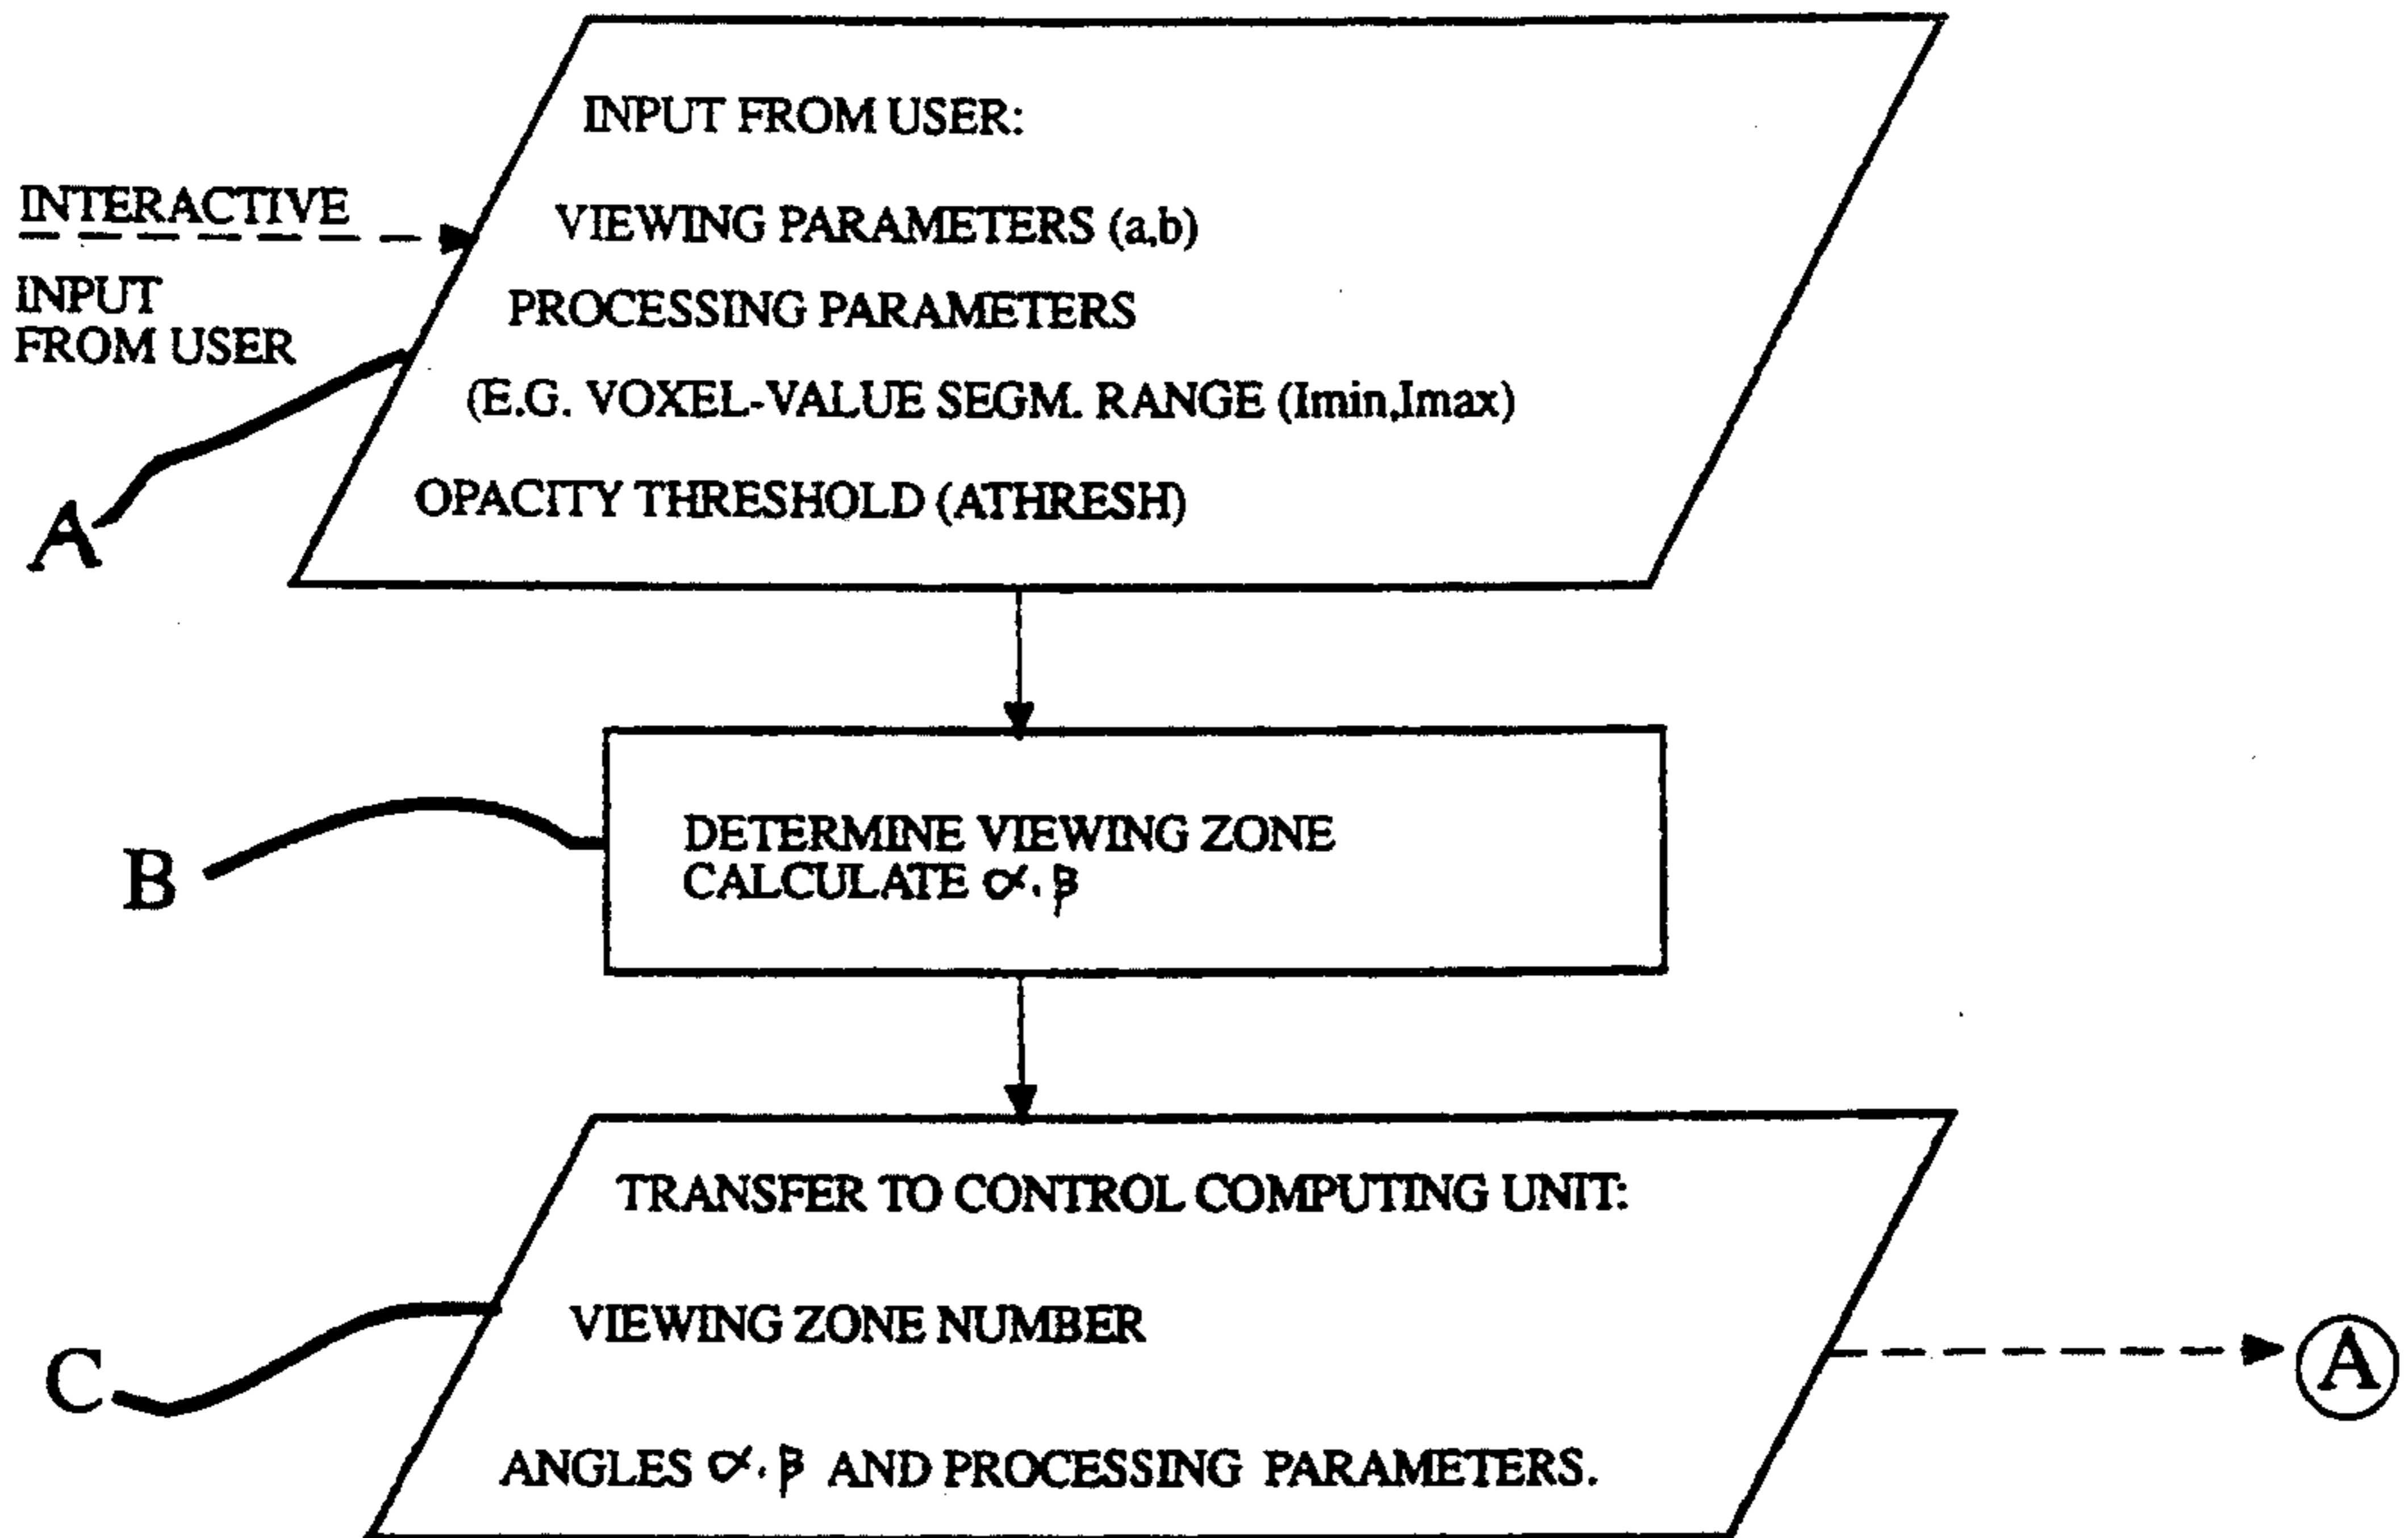 INPUT FROM USER:
INTERACTIVE
VIEWING PARAMETERS (a,b)
INPUT
FROM USER
PROCESSING PARAMETERS
(E.G. VOXEL-VALUE SEGM. RANGE (Imin,Imax)
OPACITY THRESHOLD (ATHRESH)
A
DETERMINE VIEWING ZONE
CALCULATE α, β
B
TRANSFER TO CONTROL COMPUTING UNIT:
VIEWING ZONE NUMBER
C
A
ANGLES α, β AND PROCESSING PARAMETERS.